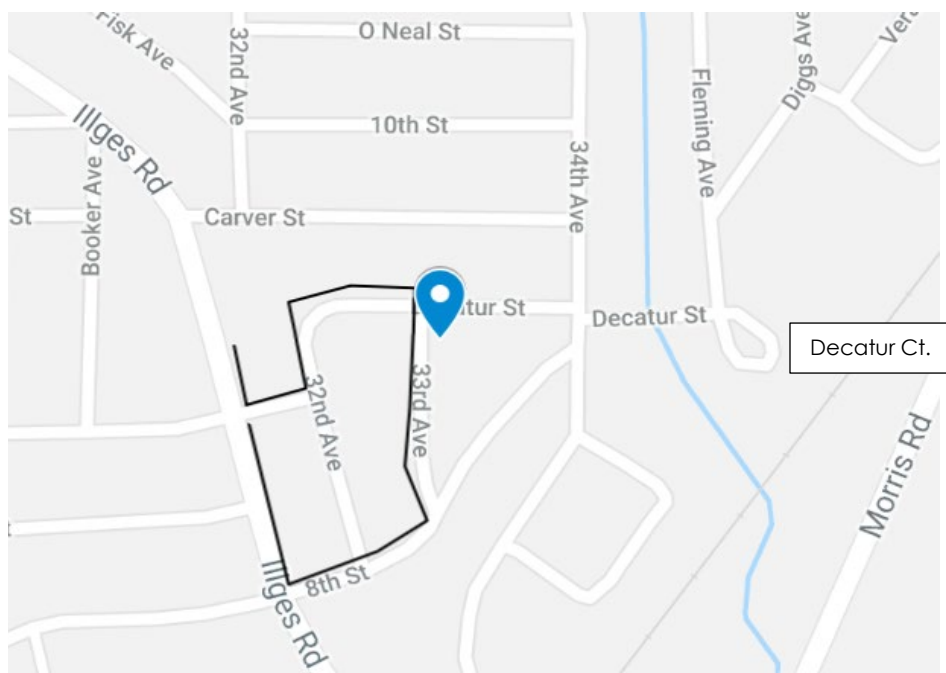 Fisk Ave
32nd Ave
O Neal St
Diggs Ave
Illges Rd
10th St
Fleming Ave
34th Ave
Booker Ave
St
Carver St
tur St
Decatur St
Decatur Ct.
33rd Ave
32nd Ave
Morris Rd
8th St
Illges Rd